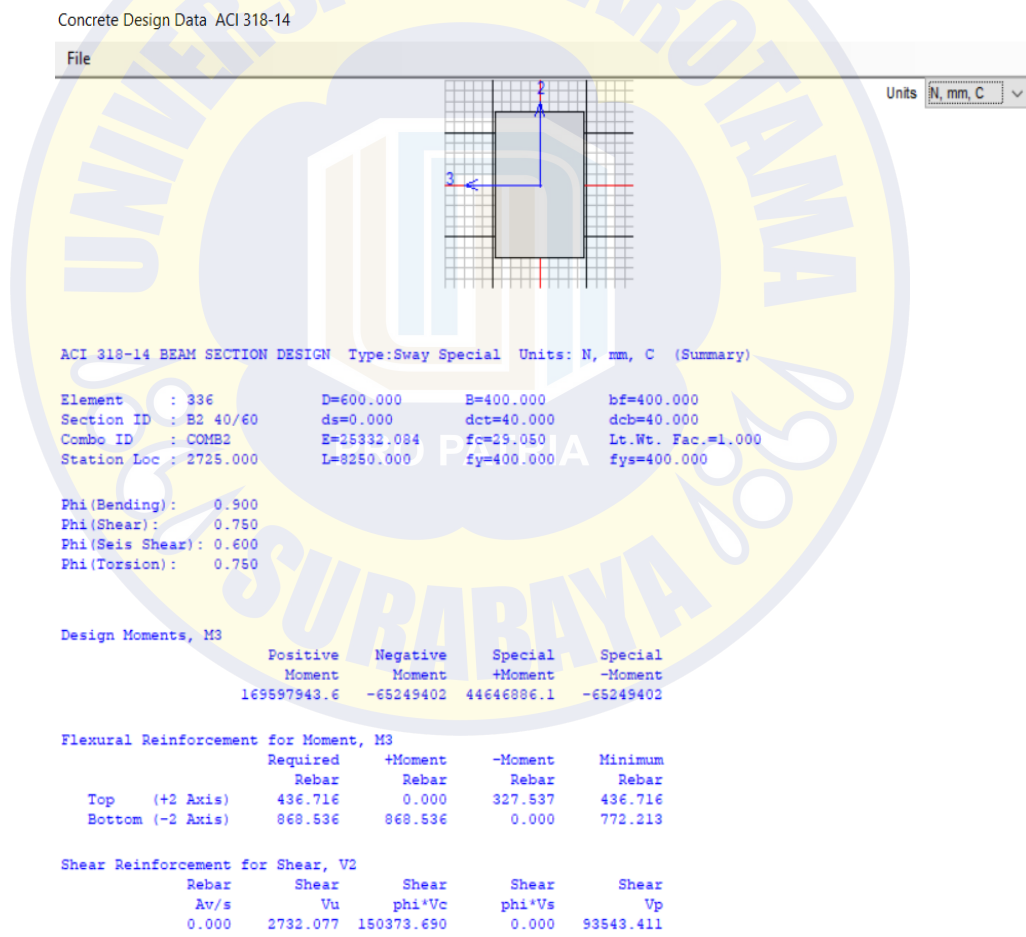 Concrete Design Data ACI 318-14
File
Units N, mm, C
2
3
ACI 318-14 BEAM SECTION DESIGN Type:Sway Special Units: N, mm, C (Summary)
Element : 336 D=600.000 B=400.000 bf=400.000
Section ID : B2 40/60 ds=0.000 dct=40.000 dcb=40.000
Combo ID : COMB2 E=25332.084 fc=29.050 Lt.Wt. Fac.=1.000
Station Loc : 2725.000 L=8250.000 fy=400.000 fys=400.000
Phi(Bending): 0.900
Phi(Shear): 0.750
Phi(Seis Shear): 0.600
Phi(Torsion): 0.750
Design Moments, M3
Positive Negative Special Special
Moment Moment +Moment -Moment
169597943.6 -65249402 44646886.1 -65249402
Flexural Reinforcement for Moment, M3
Required +Moment -Moment Minimum
Rebar Rebar Rebar Rebar
Top (+2 Axis) 436.716 0.000 327.537 436.716
Bottom (-2 Axis) 868.536 868.536 0.000 772.213
Shear Reinforcement for Shear, V2
Rebar Shear Shear Shear Shear
Av/s Vu phi*Vc phi*Vs Vp
0.000 2732.077 150373.690 0.000 93543.411
SURABAYA